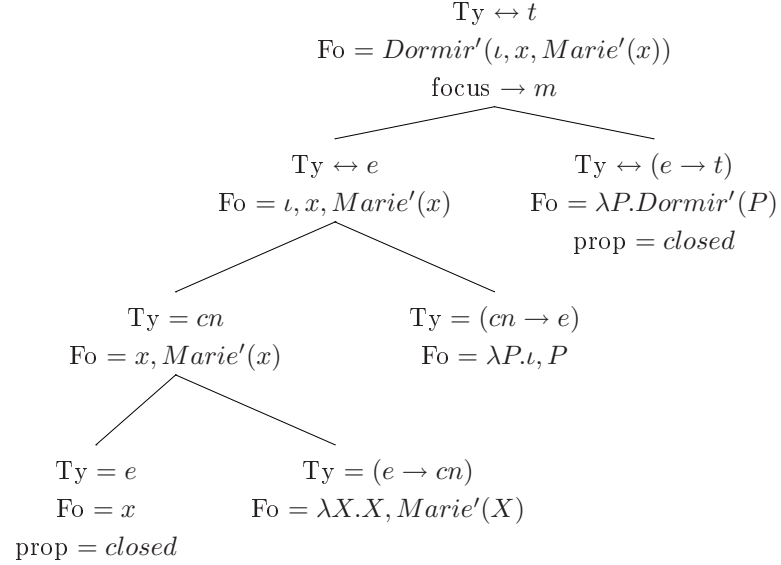 Ty ↔ t
Fo = Dormir′(ι, x, Marie′(x))
focus → m
Ty ↔ e
Fo = ι, x, Marie′(x)
Ty ↔ (e → t)
Fo = λP.Dormir′(P)
prop = closed
Ty = cn
Fo = x, Marie′(x)
Ty = (cn → e)
Fo = λP.ι, P
Ty = e
Fo = x
prop = closed
Ty = (e → cn)
Fo = λX.X, Marie′(X)